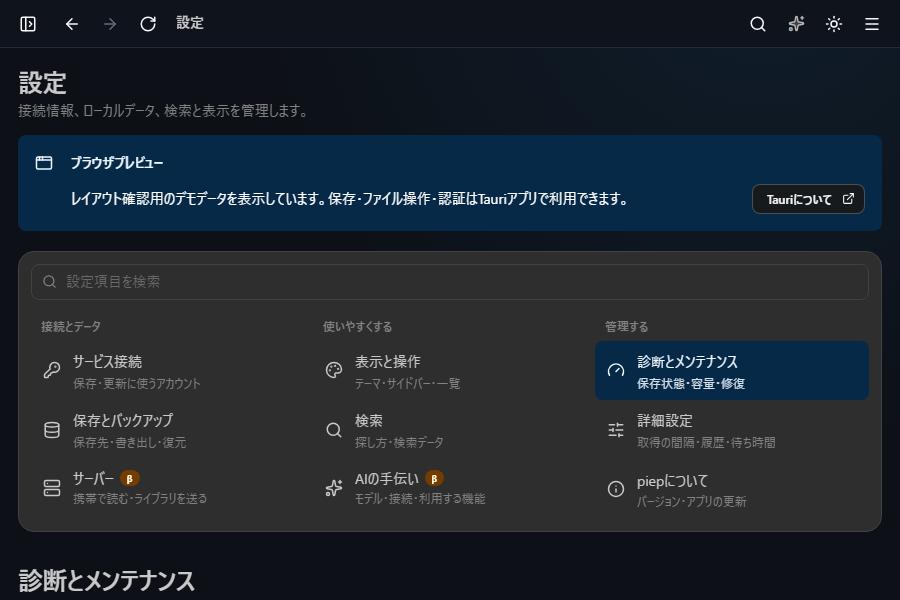 設定
設定
接続情報、ローカルデータ、検索と表示を管理します。
ブラウザプレビュー
レイアウト確認用のデモデータを表示しています。保存・ファイル操作・認証はTauriアプリで利用できます。
Tauriについて
設定項目を検索
接続とデータ
サービス接続
保存・更新に使うアカウント
保存とバックアップ
保存先・書き出し・復元
サーバー β
携帯で読む・ライブラリを送る
使いやすくする
表示と操作
テーマ・サイドバー・一覧
検索
探し方・検索データ
AIの手伝い β
モデル・接続・利用する機能
管理する
診断とメンテナンス
保存状態・容量・修復
詳細設定
取得の間隔・履歴・待ち時間
piepについて
バージョン・アプリの更新
診断とメンテナンス